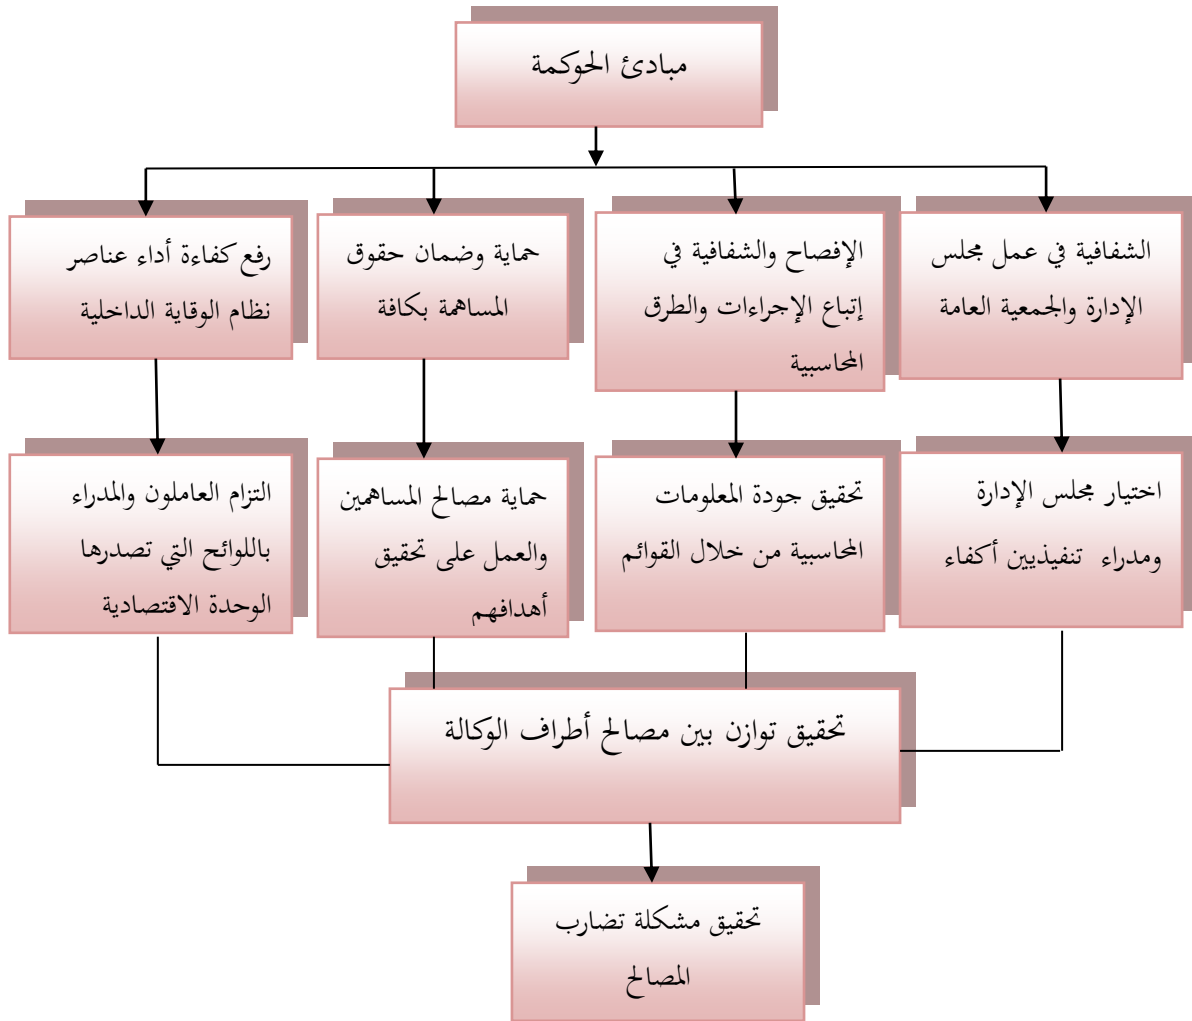 مبادئ الحوكمة
الشفافية في عمل مجلس
الإدارة والجمعية العامة
الإفصاح والشفافية في
إتباع الإجراءات والطرق
المحاسبية
حماية وضمان حقوق
المساهمة بكافة
رفع كفاءة أداء عناصر
نظام الوقاية الداخلية
اختيار مجلس الإدارة
ومدراء تنفيذيين أكفاء
تحقيق جودة المعلومات
المحاسبية من خلال القوائم
حماية مصالح المساهمين
والعمل على تحقيق
أهدافهم
التزام العاملون والمدراء
باللوائح التي تصدرها
الوحدة الاقتصادية
تحقيق توازن بين مصالح أطراف الوكالة
تحقيق مشكلة تضارب
المصالح